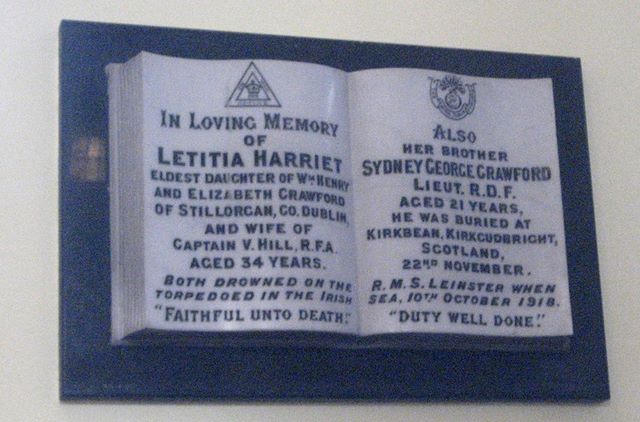 IN LOVING MEMORY
OF
LETITIA HARRIET
ELDEST DAUGHTER OF WM HENRY
AND ELIZABETH CRAWFORD
OF STILLORGAN, CO. DUBLIN,
AND WIFE OF
CAPTAIN V. HILL, R.F.A.
AGED 34 YEARS.
BOTH DROWNED ON THE
TORPEDOED IN THE IRISH
"FAITHFUL UNTO DEATH."
ALSO
HER BROTHER
SYDNEY GEORGE CRAWFORD
LIEUT. R.D.F.
AGED 21 YEARS,
HE WAS BURIED AT
KIRKBEAN, KIRKCUDBRIGHT,
SCOTLAND,
22ND NOVEMBER.
R.M.S. LEINSTER WHEN
SEA, 10TH OCTOBER 1918.
"DUTY WELL DONE."